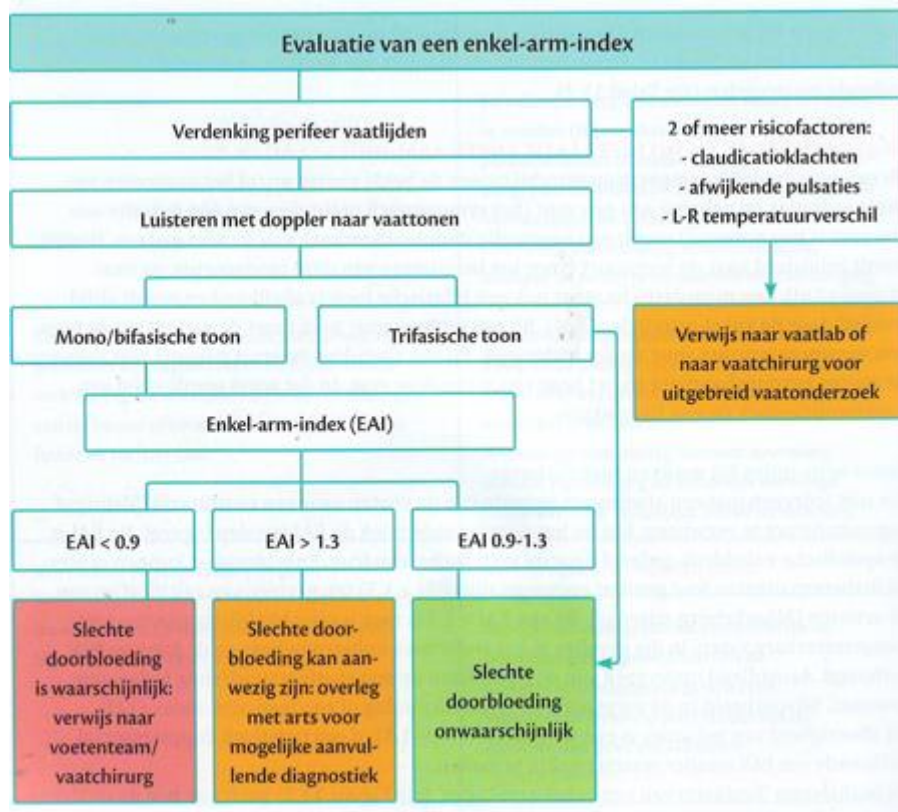 Evaluatie van een enkel-arm-index
Verdenking perifeer vaatlijden
2 of meer risicofactoren:
- claudicatioklachten
- afwijkende pulsaties
- L-R temperatuurverschil
Luisteren met doppler naar vaattonen
Mono/bifasische toon
Trifasische toon
Verwijs naar vaatlab of
naar vaatchirurg voor
uitgebreid vaatonderzoek
Enkel-arm-index (EAI)
EAI < 0.9
EAI > 1.3
EAI 0.9-1.3
Slechte
doorbloeding
is waarschijnlijk:
verwijs naar
voetenteam/
vaatchirurg
Slechte door-
bloeding kan aan-
wezig zijn: overleg
met arts voor
mogelijke aanvul-
lende diagnostiek
Slechte
doorbloeding
onwaarschijnlijk